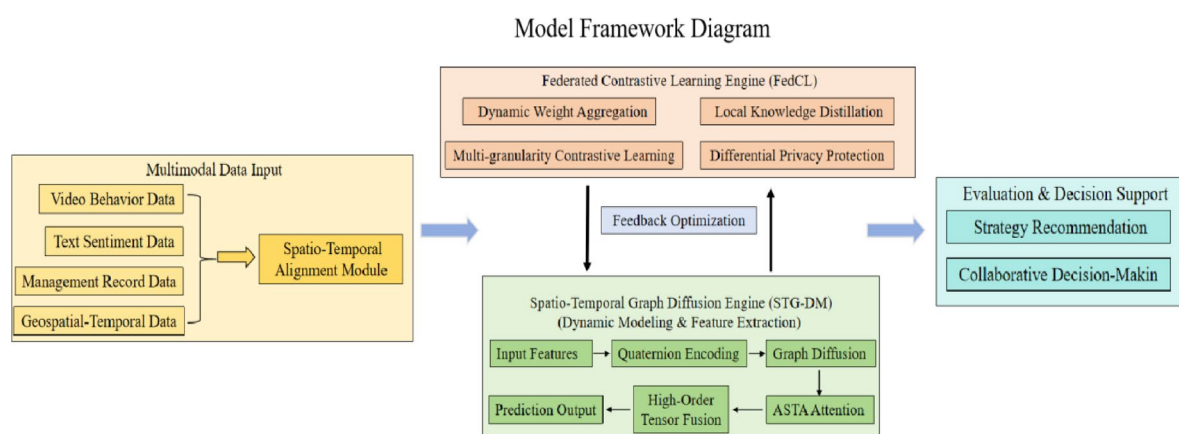 Model Framework Diagram
Multimodal Data Input
Video Behavior Data
Text Sentiment Data
Management Record Data
Geospatial-Temporal Data
Spatio-Temporal
Alignment Module
Federated Contrastive Learning Engine (FedCL)
Dynamic Weight Aggregation
Local Knowledge Distillation
Multi-granularity Contrastive Learning
Differential Privacy Protection
Feedback Optimization
Spatio-Temporal Graph Diffusion Engine (STG-DM)
(Dynamic Modeling & Feature Extraction)
Input Features
Quaternion Encoding
Graph Diffusion
Prediction Output
High-Order
Tensor Fusion
ASTA Attention
Evaluation & Decision Support
Strategy Recommendation
Collaborative Decision-Makin